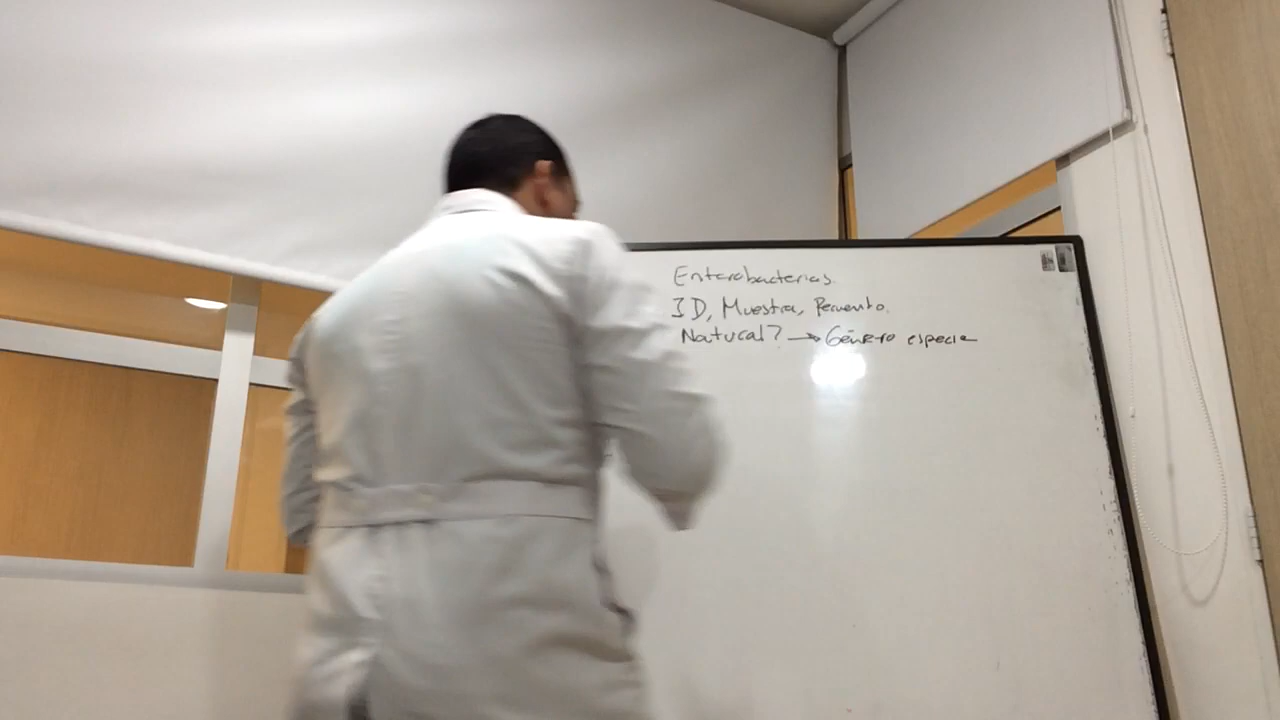 Enterobacterias
ID, Muestra, Recuento.
Natural? → Género especie